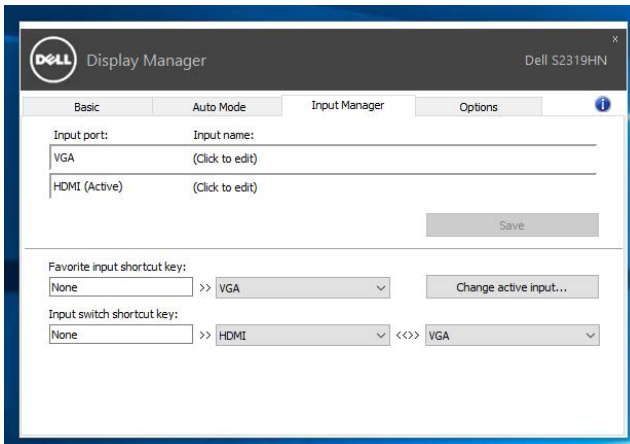 DELL Display Manager
x
Dell S2319HN
Basic Auto Mode Input Manager Options i
Input port: Input name:
VGA (Click to edit)
HDMI (Active) (Click to edit)
Save
Favorite input shortcut key:
None >> VGA Change active input...
Input switch shortcut key:
None >> HDMI <<>> VGA